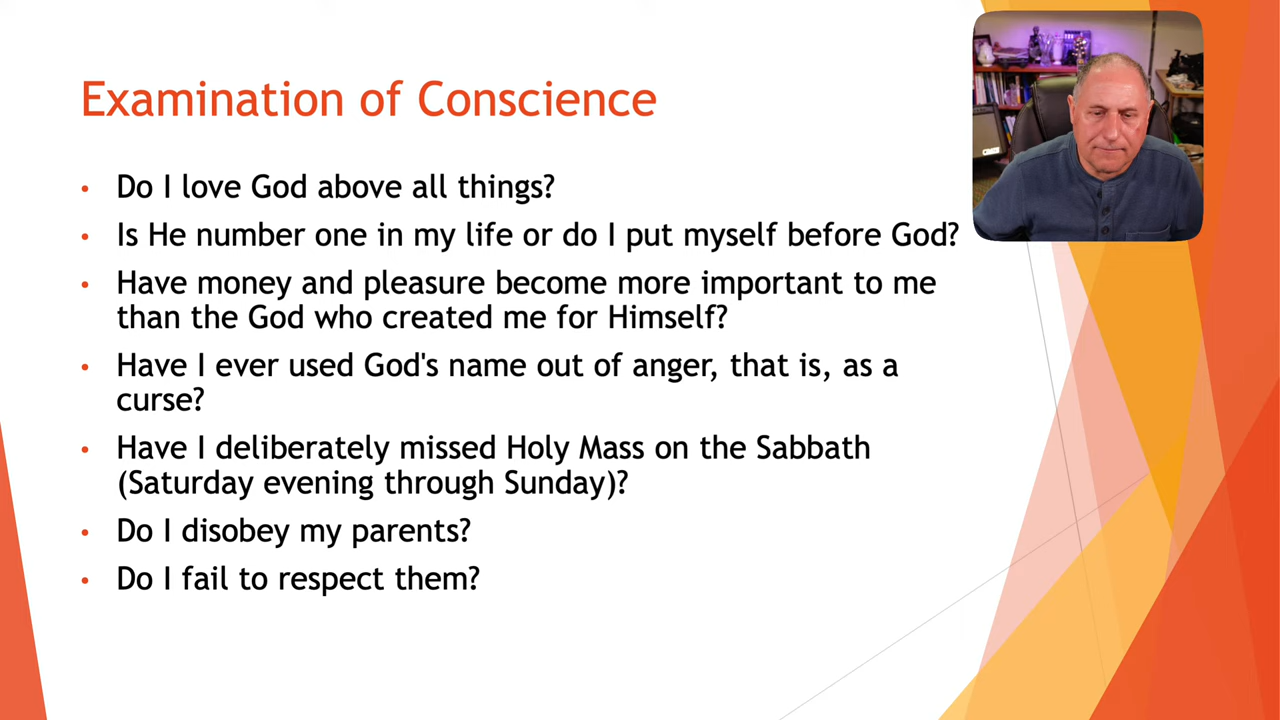 Examination of Conscience
• Do I love God above all things?
• Is He number one in my life or do I put myself before God?
• Have money and pleasure become more important to me
than the God who created me for Himself?
• Have I ever used God's name out of anger, that is, as a
curse?
• Have I deliberately missed Holy Mass on the Sabbath
(Saturday evening through Sunday)?
• Do I disobey my parents?
• Do I fail to respect them?
CRATE